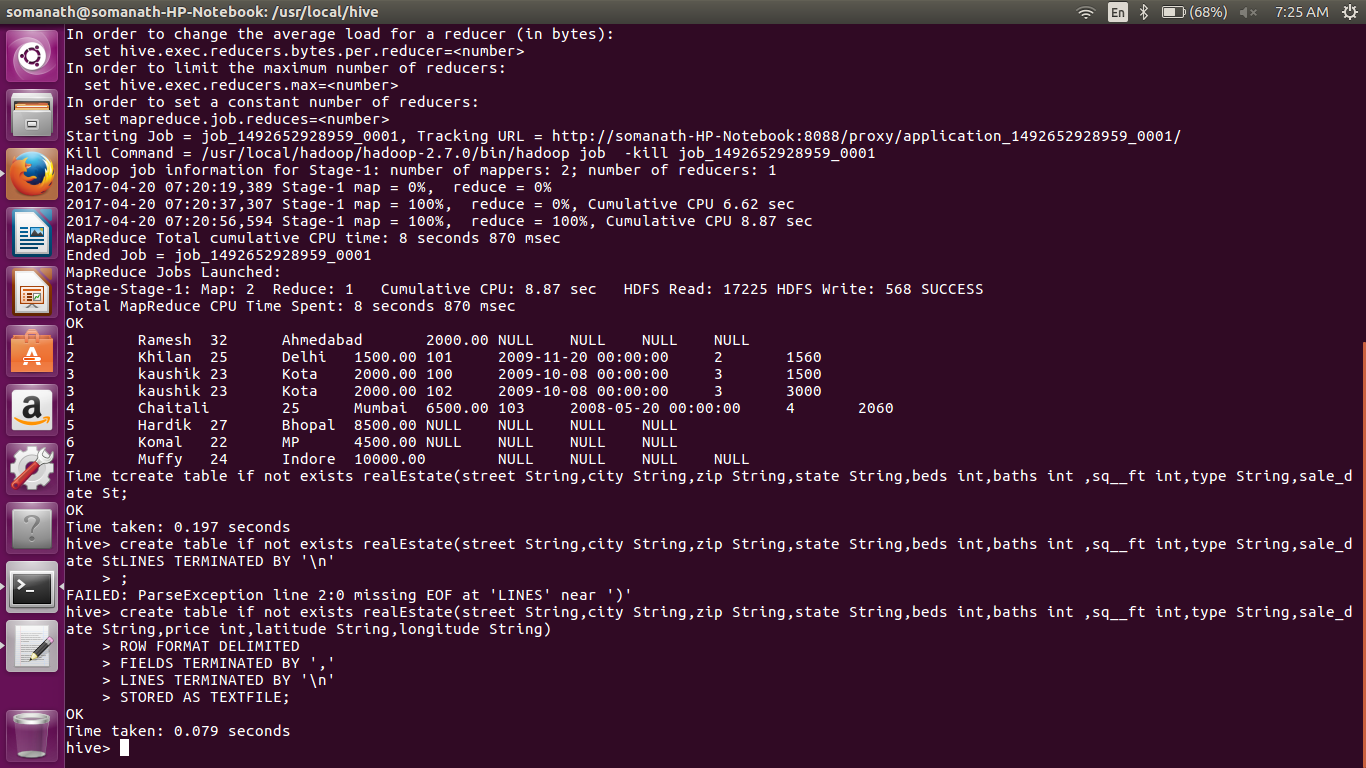 somanath@somanath-HP-Notebook: /usr/local/hive
En
(68%)
7:25 AM
In order to change the average load for a reducer (in bytes):
  set hive.exec.reducers.bytes.per.reducer=<number>
In order to limit the maximum number of reducers:
  set hive.exec.reducers.max=<number>
In order to set a constant number of reducers:
  set mapreduce.job.reduces=<number>
Starting Job = job_1492652928959_0001, Tracking URL = http://somanath-HP-Notebook:8088/proxy/application_1492652928959_0001/
Kill Command = /usr/local/hadoop/hadoop-2.7.0/bin/hadoop job  -kill job_1492652928959_0001
Hadoop job information for Stage-1: number of mappers: 2; number of reducers: 1
2017-04-20 07:20:19,389 Stage-1 map = 0%,  reduce = 0%
2017-04-20 07:20:37,307 Stage-1 map = 100%,  reduce = 0%, Cumulative CPU 6.62 sec
2017-04-20 07:20:56,594 Stage-1 map = 100%,  reduce = 100%, Cumulative CPU 8.87 sec
MapReduce Total cumulative CPU time: 8 seconds 870 msec
Ended Job = job_1492652928959_0001
MapReduce Jobs Launched:
Stage-Stage-1: Map: 2  Reduce: 1   Cumulative CPU: 8.87 sec   HDFS Read: 17225 HDFS Write: 568 SUCCESS
Total MapReduce CPU Time Spent: 8 seconds 870 msec
OK
1       Ramesh  32      Ahmedabad       2000.00 NULL    NULL    NULL    NULL
2       Khilan  25      Delhi   1500.00 101     2009-11-20 00:00:00     2       1560
3       kaushik 23      Kota    2000.00 100     2009-10-08 00:00:00     3       1500
3       kaushik 23      Kota    2000.00 102     2009-10-08 00:00:00     3       3000
4       Chaitali        25      Mumbai  6500.00 103     2008-05-20 00:00:00     4       2060
5       Hardik  27      Bhopal  8500.00 NULL    NULL    NULL    NULL
6       Komal   22      MP      4500.00 NULL    NULL    NULL    NULL
7       Muffy   24      Indore  10000.00        NULL    NULL    NULL    NULL
Time tcreate table if not exists realEstate(street String,city String,zip String,state String,beds int,baths int ,sq__ft int,type String,sale_d
ate St;
OK
Time taken: 0.197 seconds
hive> create table if not exists realEstate(street String,city String,zip String,state String,beds int,baths int ,sq__ft int,type String,sale_d
ate StLINES TERMINATED BY '\n'
    > ;
FAILED: ParseException line 2:0 missing EOF at 'LINES' near ')'
hive> create table if not exists realEstate(street String,city String,zip String,state String,beds int,baths int ,sq__ft int,type String,sale_d
ate String,price int,latitude String,longitude String)
    > ROW FORMAT DELIMITED
    > FIELDS TERMINATED BY ','
    > LINES TERMINATED BY '\n'
    > STORED AS TEXTFILE;
OK
Time taken: 0.079 seconds
hive>